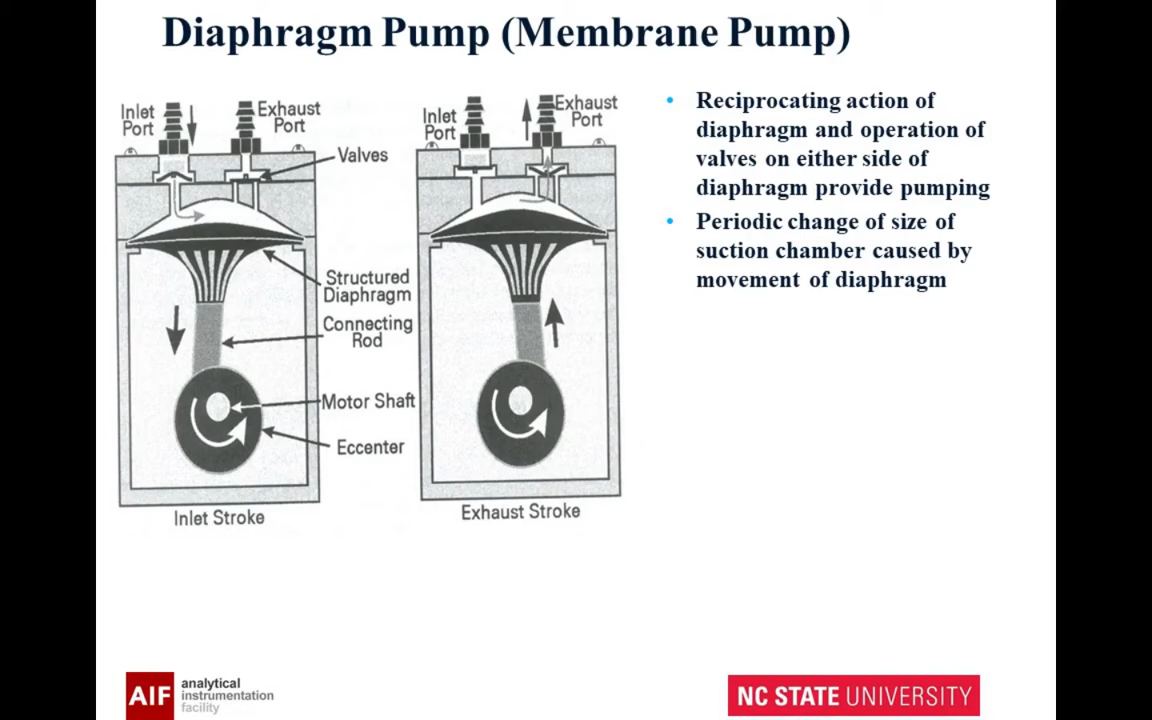 Diaphragm Pump (Membrane Pump)
Inlet
Port
Exhaust
Port
Valves
Structured
Diaphragm
Connecting
Rod
Motor Shaft
Eccenter
Inlet Stroke
Inlet
Port
Exhaust
Port
Exhaust Stroke
• Reciprocating action of
diaphragm and operation of
valves on either side of
diaphragm provide pumping
• Periodic change of size of
suction chamber caused by
movement of diaphragm
AIF
analytical
instrumentation
facility
NC STATE UNIVERSITY